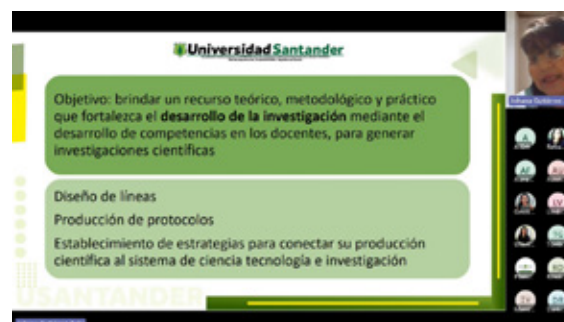 Universidad Santander
Objetivo: brindar un recurso teórico, metodológico y práctico
que fortalezca el desarrollo de la investigación mediante el
desarrollo de competencias en los docentes, para generar
investigaciones científicas
Diseño de líneas
Producción de protocolos
Establecimiento de estrategias para conectar su producción
científica al sistema de ciencia tecnología e investigación
USANTANDER
AF
LV